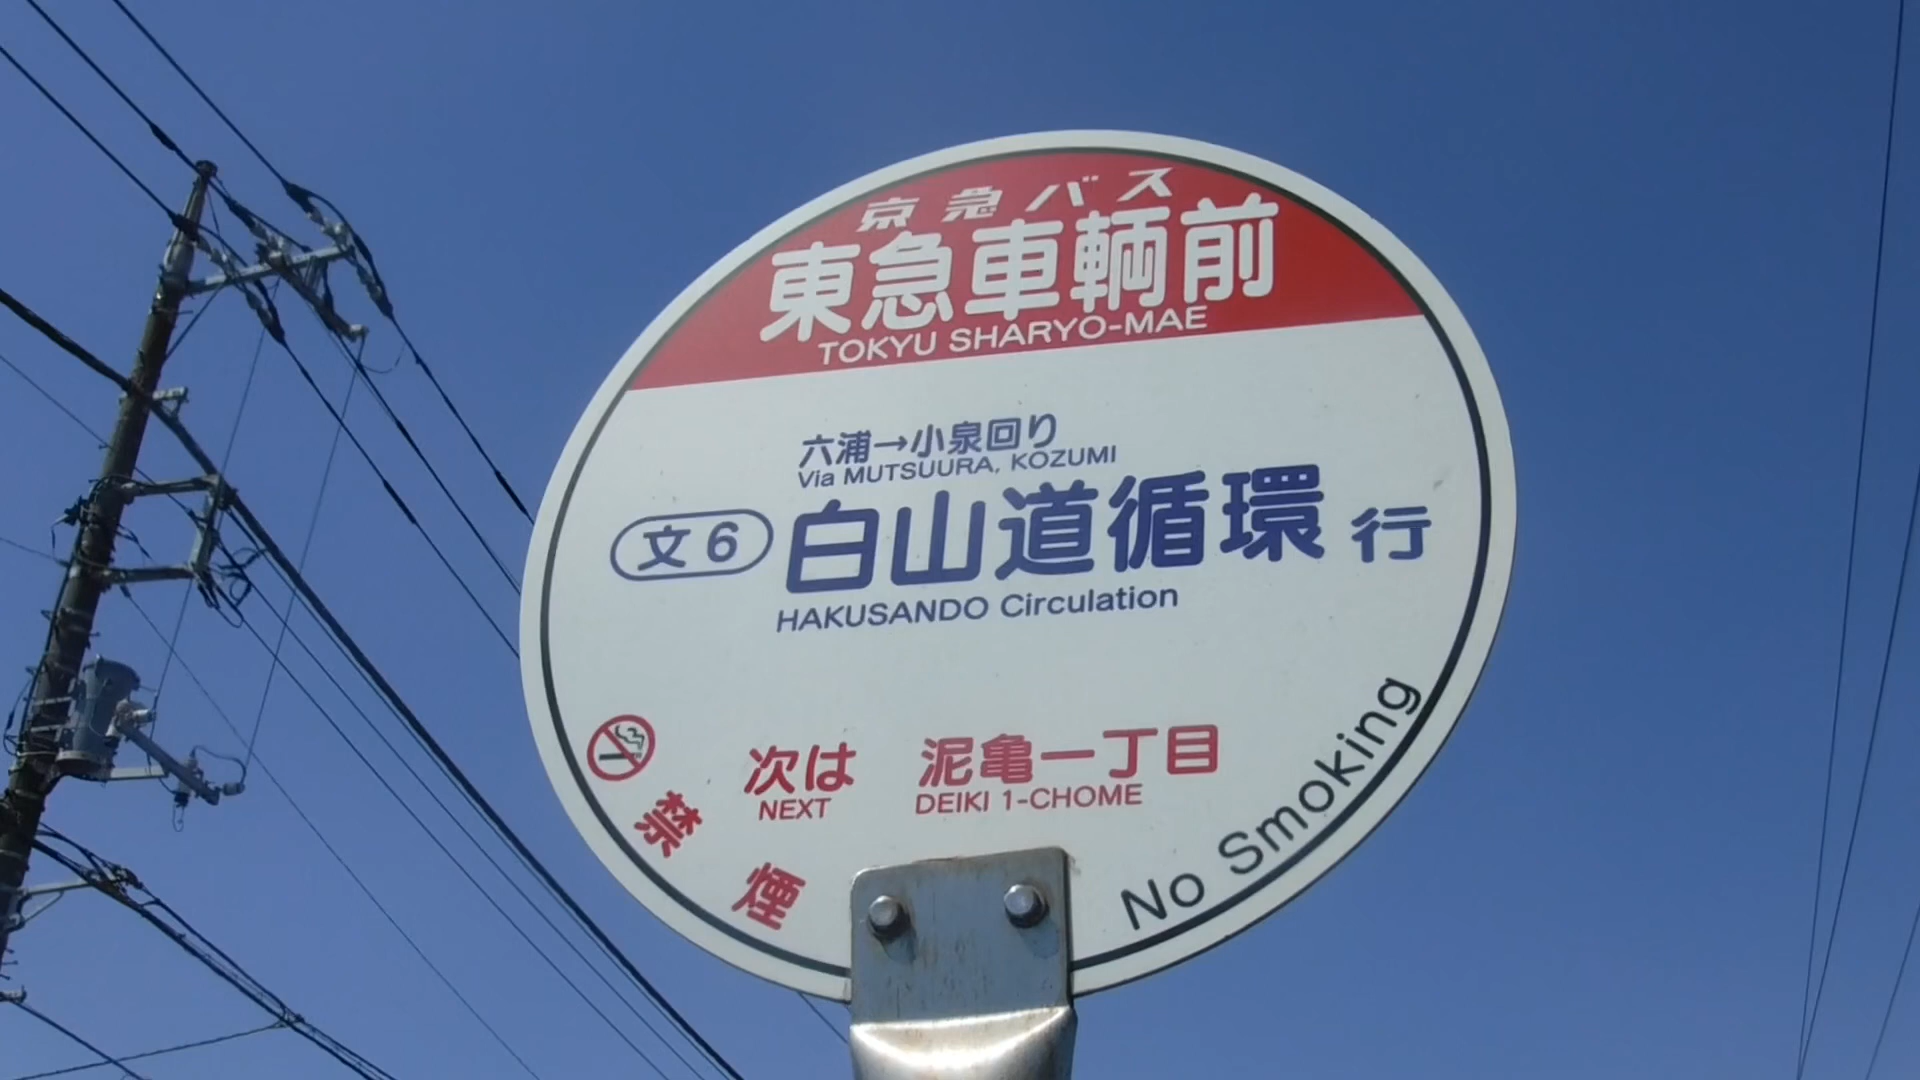 京急バス
東急車輌前
TOKYU SHARYO-MAE
六浦→小泉回り
Via MUTSUURA, KOZUMI
文6 白山道循環 行
HAKUSANDO Circulation
次は 泥亀一丁目
NEXT DEIKI 1-CHOME
禁煙
No Smoking